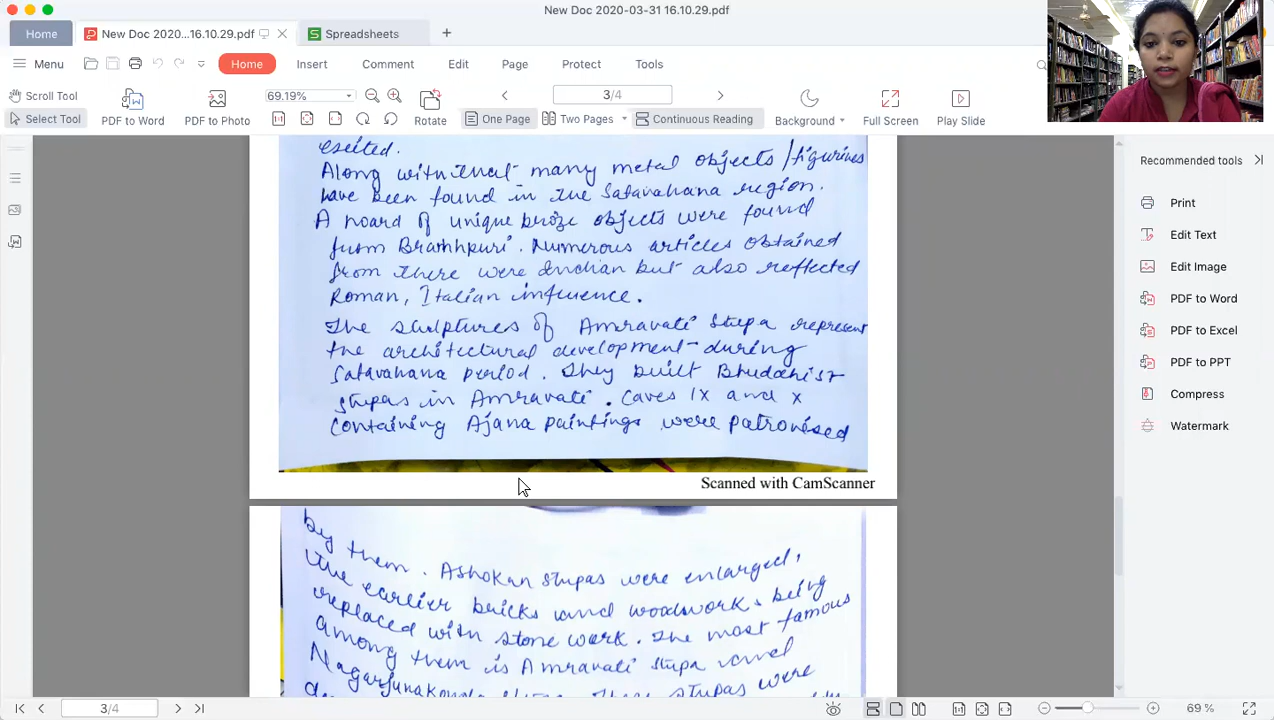 New Doc 2020-03-31 16.10.29.pdf
Home
New Doc 2020...16.10.29.pdf
Spreadsheets
Menu
Home
Insert
Comment
Edit
Page
Protect
Tools
Scroll Tool
Select Tool
PDF to Word
PDF to Photo
69.19%
Rotate
3/4
One Page
Two Pages
Continuous Reading
Background
Full Screen
Play Slide
Recommended tools
Print
Edit Text
Edit Image
PDF to Word
PDF to Excel
PDF to PPT
Compress
Watermark
Along with that many metal objects/figurines
have been found in the Satavahana region.
A hoard of unique bronze objects were found
from Bramhpuri. Numerous articles obtained
from there were Indian but also reflected
Roman, Italian influence.
The sculptures of Amravati Stupa represent
the architectural development during
Satavahana period. They built Bhuddhist
stupas in Amravati. Caves IX and X
containing Ajana paintings were patronised
Scanned with CamScanner
by them. Ashokan stupas were enlarged,
the earlier bricks and woodwork being
replaced with stone work. The most famous
among them is Amravati stupa and
stupas were
3/4
69 %